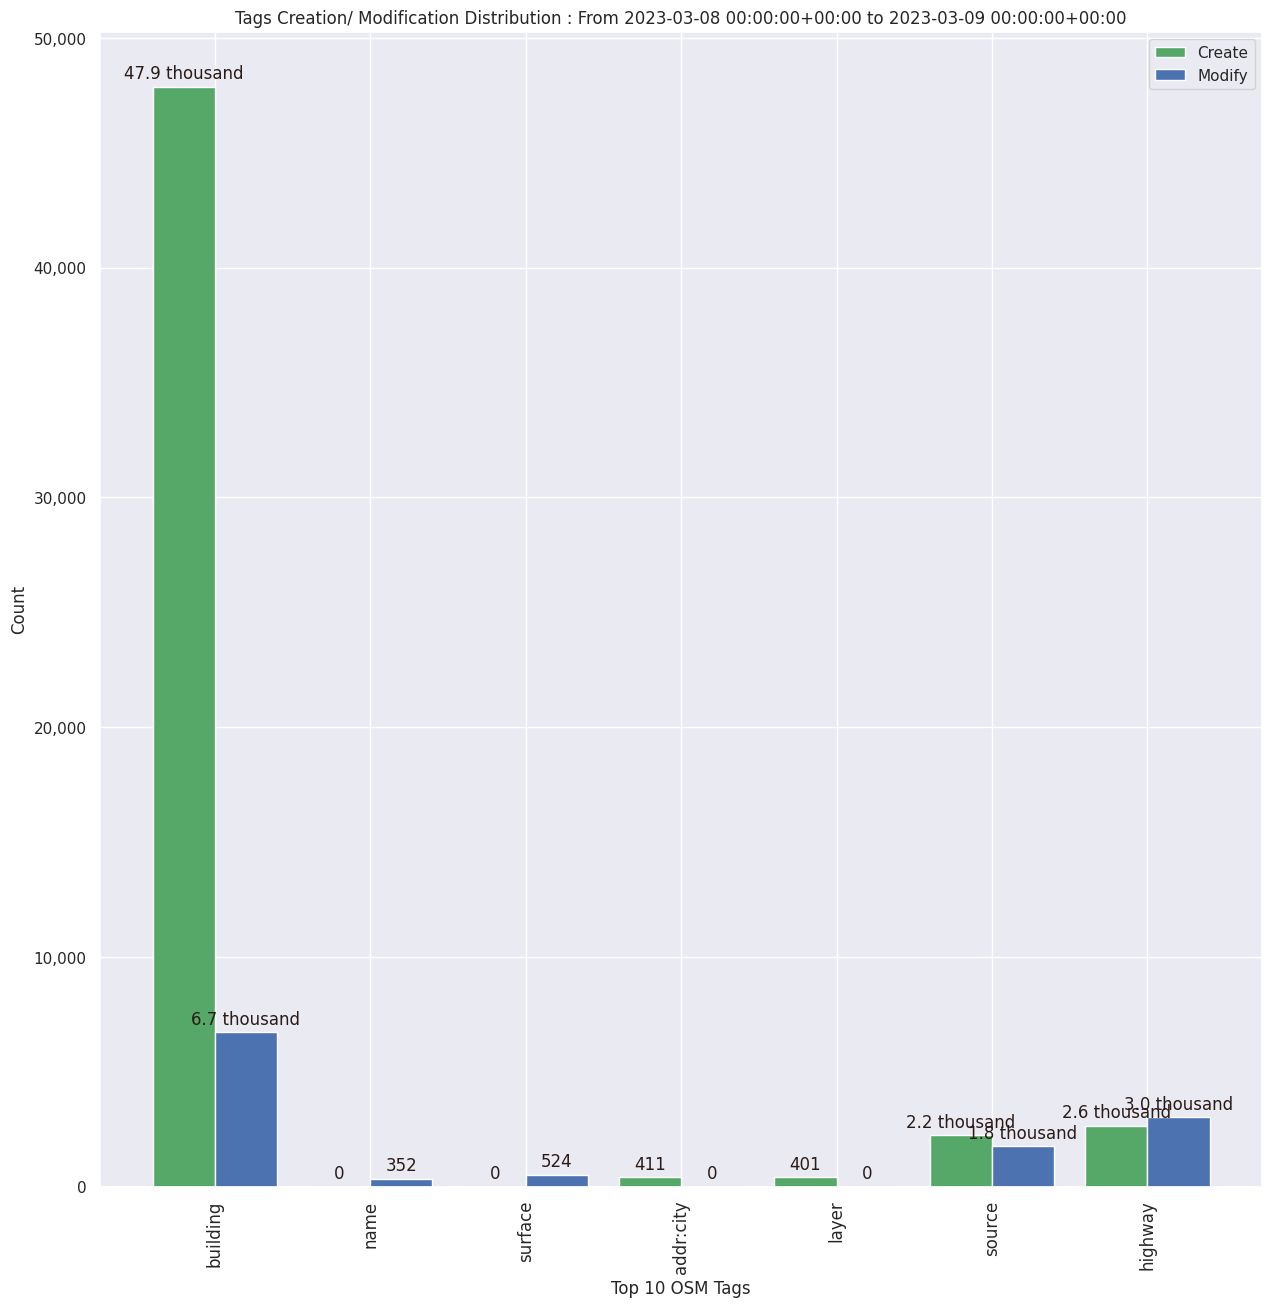 Tags Creation/ Modification Distribution : From 2023-03-08 00:00:00+00:00 to 2023-03-09 00:00:00+00:00
Create
Modify
50,000
40,000
30,000
20,000
10,000
0
Count
47.9 thousand
6.7 thousand
0
352
0
524
411
0
401
0
2.2 thousand
1.8 thousand
2.6 thousand
3.0 thousand
building
name
surface
addr:city
layer
source
highway
Top 10 OSM Tags